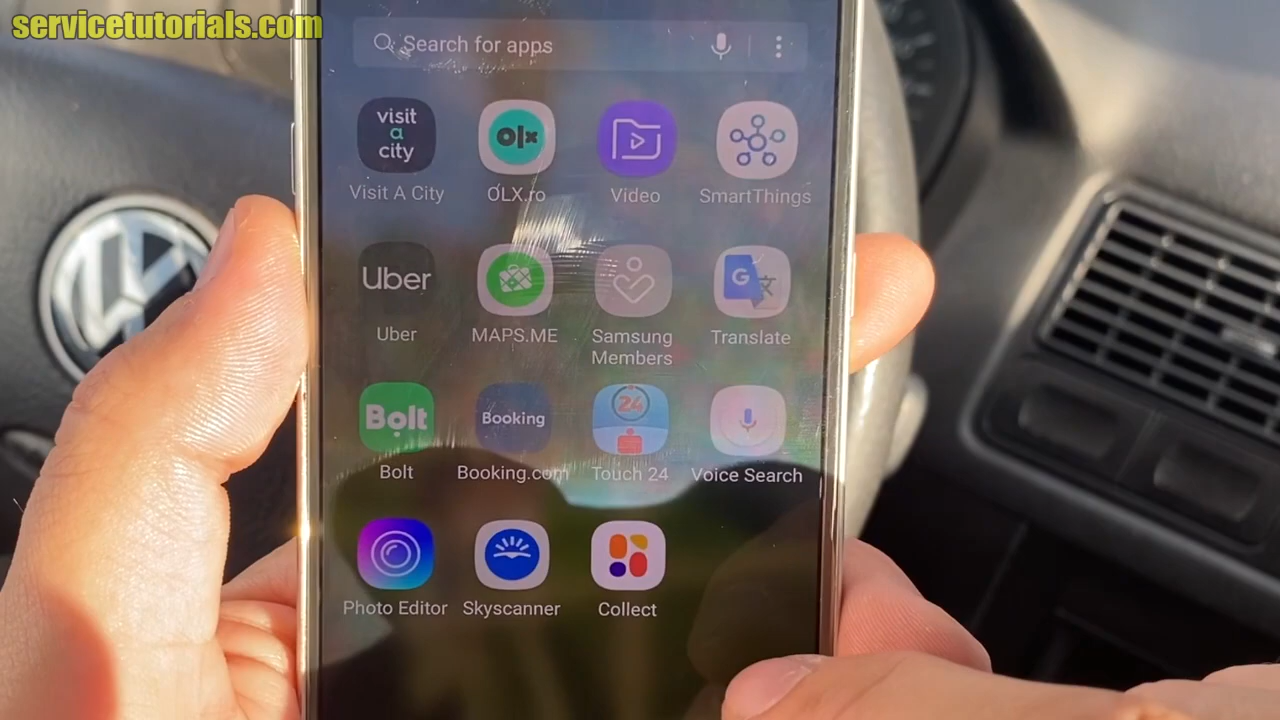 servicetutorials.com
Search for apps
visit
a
city
olx
Visit A City
OLX.ro
Video
SmartThings
Uber
G
Uber
MAPS.ME
Samsung
Members
Translate
Bolt
Booking
24
Bolt
Booking.com
Touch 24
Voice Search
Photo Editor
Skyscanner
Collect